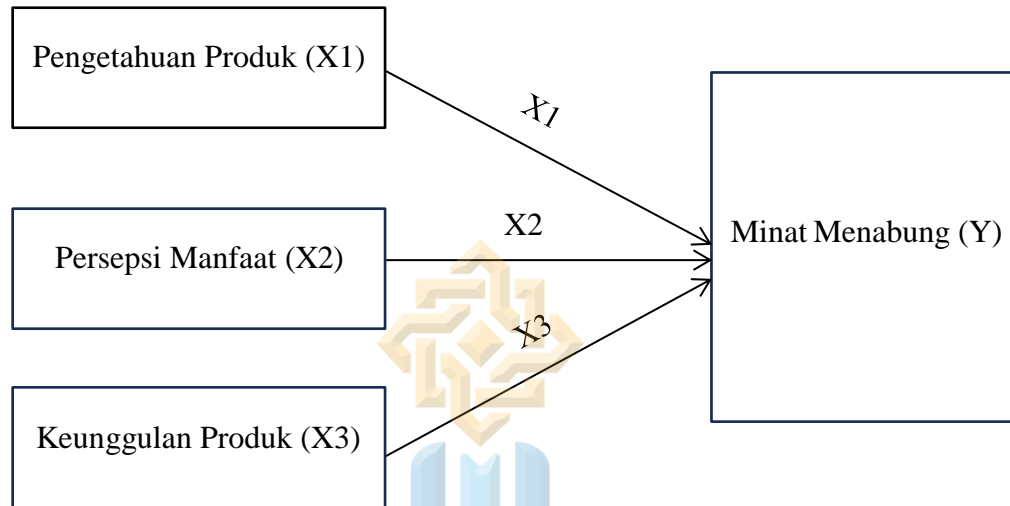 Pengetahuan Produk (X1)
X1
Persepsi Manfaat (X2)
X2
Minat Menabung (Y)
X3
Keunggulan Produk (X3)